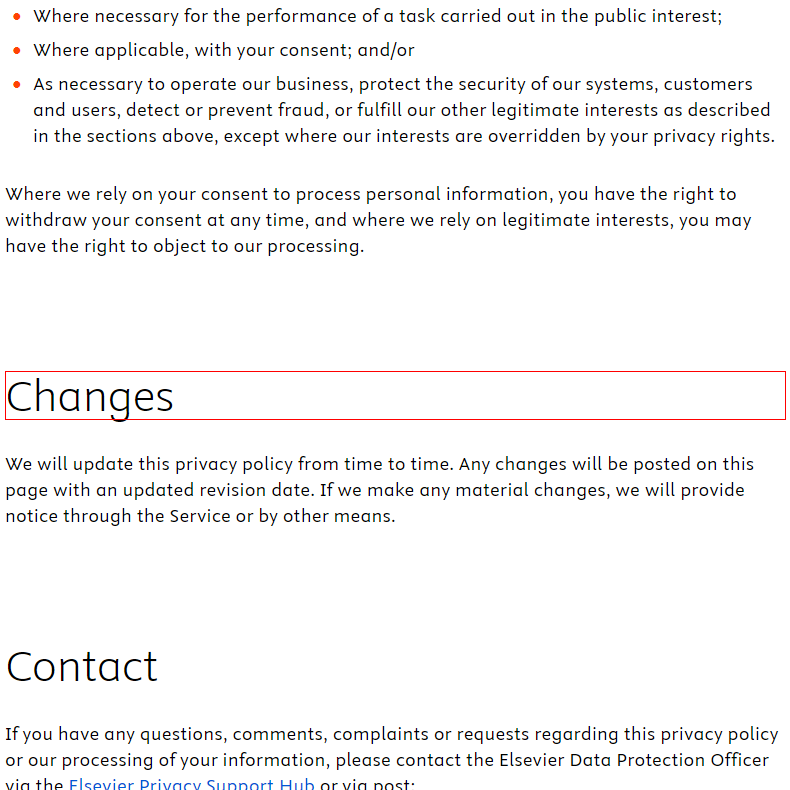 Where necessary for the performance of a task carried out in the public interest;
Where applicable, with your consent; and/or
As necessary to operate our business, protect the security of our systems, customers
and users, detect or prevent fraud, or fulfill our other legitimate interests as described
in the sections above, except where our interests are overridden by your privacy rights.
Where we rely on your consent to process personal information, you have the right to
withdraw your consent at any time, and where we rely on legitimate interests, you may
have the right to object to our processing.
Changes
We will update this privacy policy from time to time. Any changes will be posted on this
page with an updated revision date. If we make any material changes, we will provide
notice through the Service or by other means.
Contact
If you have any questions, comments, complaints or requests regarding this privacy policy
or our processing of your information, please contact the Elsevier Data Protection Officer
via the Elsevier Privacy Support Hub or via post: